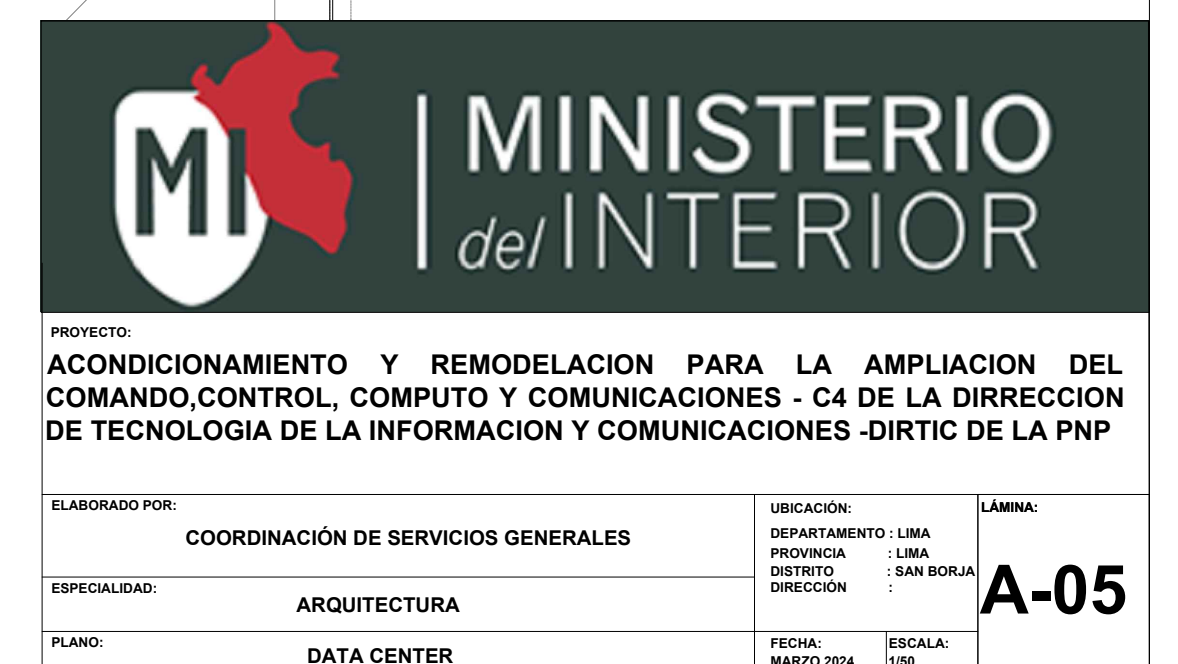 MI
MINISTERIO
del INTERIOR
PROYECTO:
ACONDICIONAMIENTO Y REMODELACION PARA LA AMPLIACION DEL
COMANDO,CONTROL, COMPUTO Y COMUNICACIONES - C4 DE LA DIRRECCION
DE TECNOLOGIA DE LA INFORMACION Y COMUNICACIONES -DIRTIC DE LA PNP
ELABORADO POR:
COORDINACIÓN DE SERVICIOS GENERALES
ESPECIALIDAD:
ARQUITECTURA
PLANO:
DATA CENTER
UBICACIÓN:
DEPARTAMENTO : LIMA
PROVINCIA : LIMA
DISTRITO : SAN BORJA
DIRECCIÓN :
FECHA:
MARZO 2024
ESCALA:
1/50
LÁMINA:
A-05